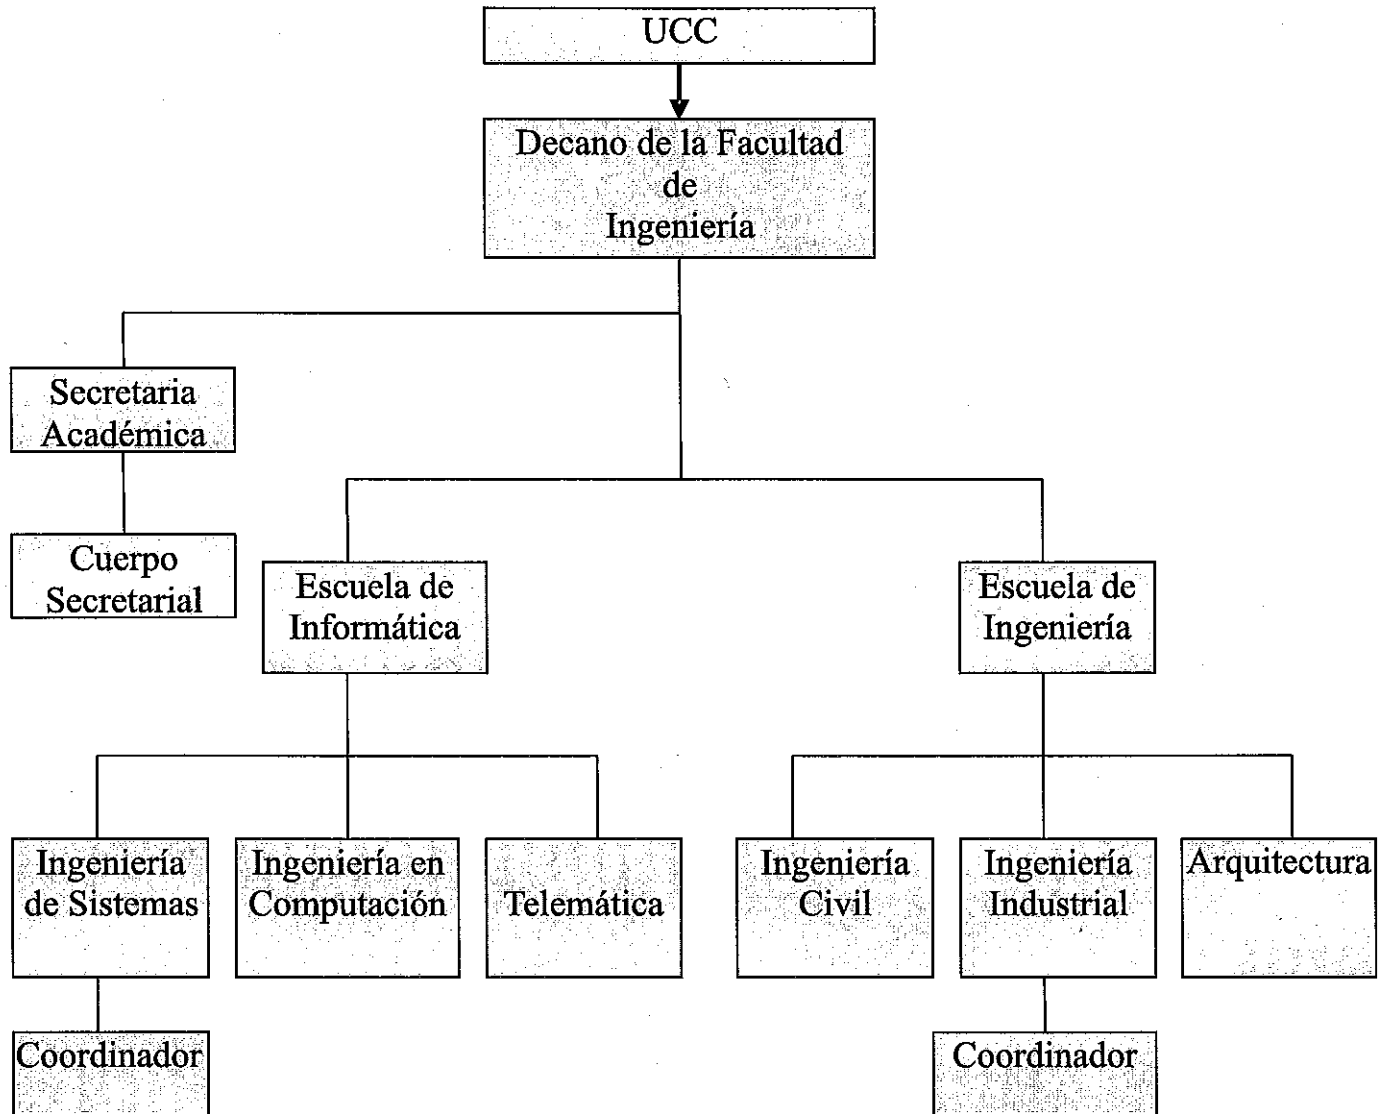 UCC
Decano de la Facultad
de
Ingeniería
Secretaria
Académica
Cuerpo
Secretarial
Escuela de
Informática
Escuela de
Ingeniería
Ingeniería
de Sistemas
Ingeniería en
Computación
Telemática
Ingeniería
Civil
Ingeniería
Industrial
Arquitectura
Coordinador
Coordinador